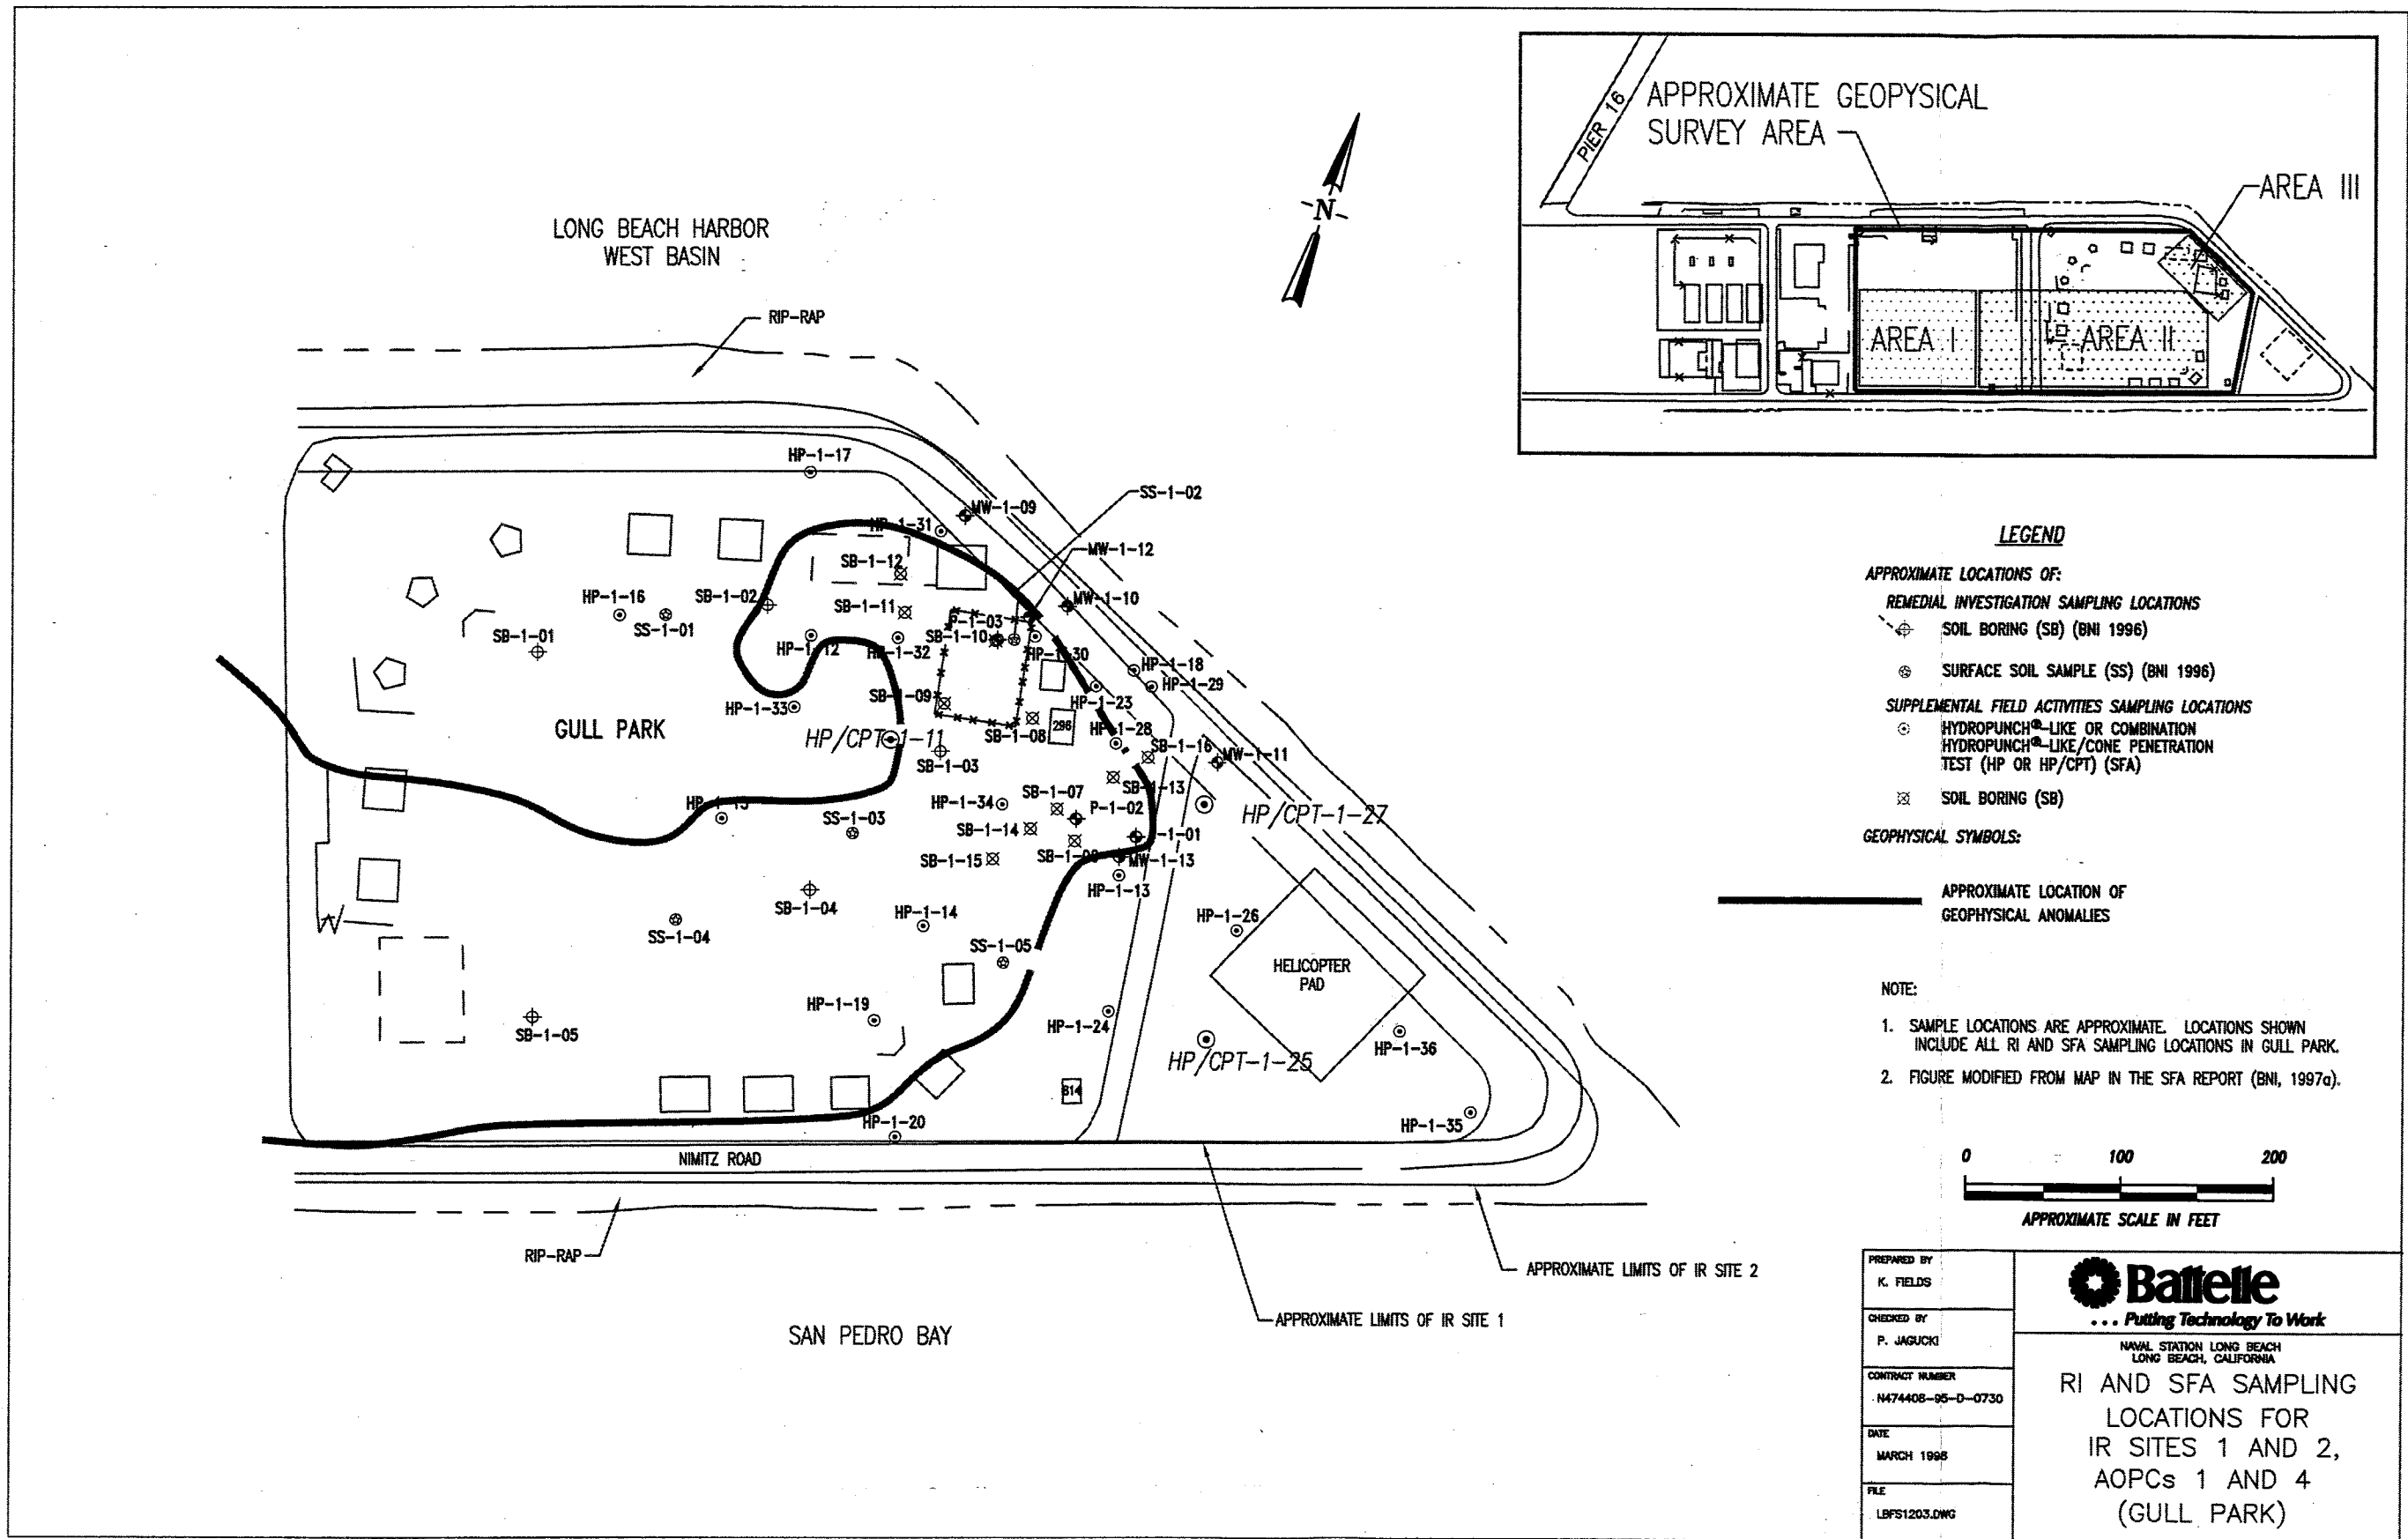 PIER 16
APPROXIMATE GEOPYSICAL
SURVEY AREA
AREA III
AREA I
AREA II
N
LONG BEACH HARBOR
WEST BASIN
RIP-RAP
HP-1-17
SS-1-02
MW-1-09
HP-1-31
MW-1-12
SB-1-12
HP-1-16
SS-1-01
SB-1-02
SB-1-11
MW-1-10
P-1-03
SB-1-01
SB-1-10
HP-1-12
HP-1-32
HP-1-30
HP-1-18
HP-1-29
SB-1-09
HP-1-23
HP-1-33
GULL PARK
HP/CPT-1-11
SB-1-08
296
HP-1-28
SB-1-16
MW-1-11
SB-1-03
SB-1-13
HP-1-15
HP-1-34
SB-1-07
P-1-02
HP/CPT-1-27
SS-1-03
SB-1-14
-1-01
SB-1-15
MW-1-13
HP-1-13
SB-1-04
HP-1-14
HP-1-26
SS-1-04
SS-1-05
HELICOPTER
PAD
HP-1-19
HP-1-24
SB-1-05
HP/CPT-1-25
HP-1-36
814
HP-1-20
HP-1-35
NIMITZ ROAD
RIP-RAP
APPROXIMATE LIMITS OF IR SITE 2
APPROXIMATE LIMITS OF IR SITE 1
SAN PEDRO BAY
LEGEND
APPROXIMATE LOCATIONS OF:
REMEDIAL INVESTIGATION SAMPLING LOCATIONS
SOIL BORING (SB) (BNI 1996)
SURFACE SOIL SAMPLE (SS) (BNI 1996)
SUPPLEMENTAL FIELD ACTIVITIES SAMPLING LOCATIONS
HYDROPUNCH®-LIKE OR COMBINATION
HYDROPUNCH®-LIKE/CONE PENETRATION
TEST (HP OR HP/CPT) (SFA)
SOIL BORING (SB)
GEOPHYSICAL SYMBOLS:
APPROXIMATE LOCATION OF
GEOPHYSICAL ANOMALIES
NOTE:
1. SAMPLE LOCATIONS ARE APPROXIMATE. LOCATIONS SHOWN
INCLUDE ALL RI AND SFA SAMPLING LOCATIONS IN GULL PARK.
2. FIGURE MODIFIED FROM MAP IN THE SFA REPORT (BNI, 1997a).
0 100 200
APPROXIMATE SCALE IN FEET
PREPARED BY
K. FIELDS
CHECKED BY
P. JAGUCKI
CONTRACT NUMBER
N474408-95-D-0730
DATE
MARCH 1998
FILE
LBFS1203.DWG
Battelle
... Putting Technology To Work
NAVAL STATION LONG BEACH
LONG BEACH, CALIFORNIA
RI AND SFA SAMPLING
LOCATIONS FOR
IR SITES 1 AND 2,
AOPCs 1 AND 4
(GULL PARK)